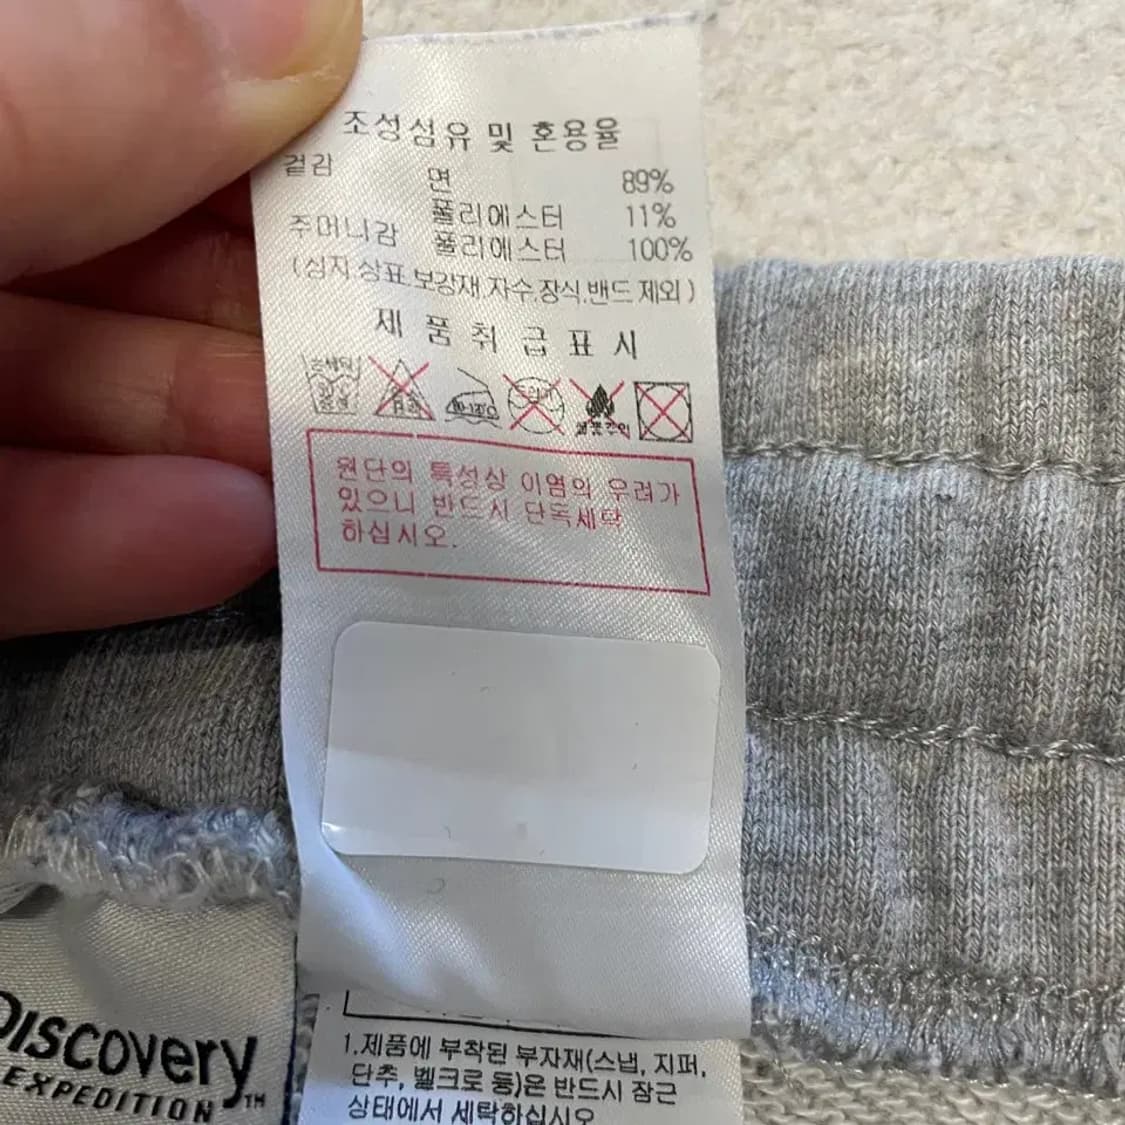 조성섬유 및 혼용율
겉감 면 89%
폴리에스터 11%
주머니감 폴리에스터 100%
(심지.상표.보강재.자수.장식.밴드 제외)
제 품 취 급 표 시
80-120°C
원단의 특성상 이염의 우려가
있으니 반드시 단독세탁
하십시오.
DISCOVERY
EXPEDITION™
1.제품에 부착된 부자재(스냅, 지퍼,
단추, 벨크로 등)은 반드시 잠근
상태에서 세탁하십시오